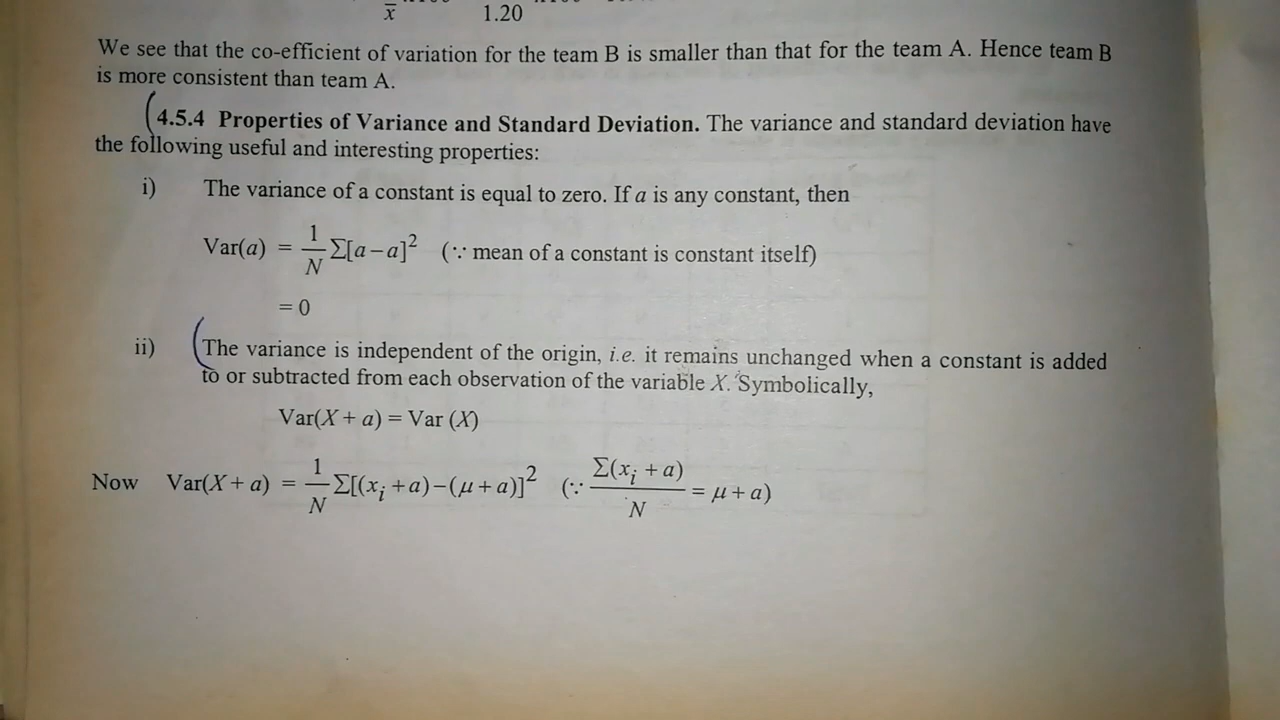 x̄ 1.20
We see that the co-efficient of variation for the team B is smaller than that for the team A. Hence team B
is more consistent than team A.
4.5.4 Properties of Variance and Standard Deviation. The variance and standard deviation have
the following useful and interesting properties:
i) The variance of a constant is equal to zero. If a is any constant, then
Var(a) = 1/N Σ[a−a]² (∵ mean of a constant is constant itself)
= 0
ii) The variance is independent of the origin, i.e. it remains unchanged when a constant is added
to or subtracted from each observation of the variable X. Symbolically,
Var(X + a) = Var (X)
Now Var(X + a) = 1/N Σ[(xᵢ +a)−(μ+a)]² (∵ Σ(xᵢ + a)/N = μ + a)